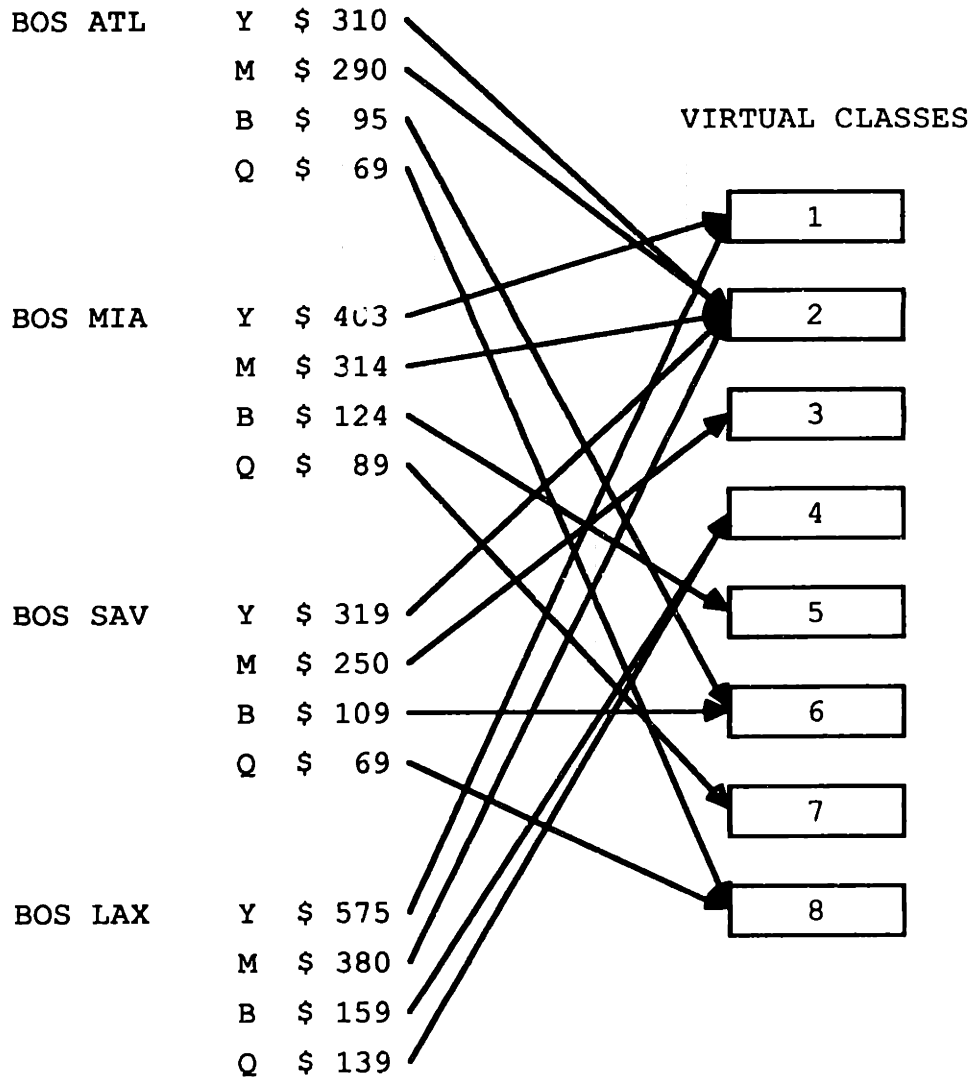 BOS ATL Y $ 310
M $ 290
B $ 95
Q $ 69
VIRTUAL CLASSES
1
2
3
4
5
6
7
8
BOS MIA Y $
M $ 314
B $ 124
Q $ 89
BOS SAV Y $ 319
M $ 250
B $ 109
Q $ 69
BOS LAX Y $ 575
M $ 380
B $ 159
Q $ 139